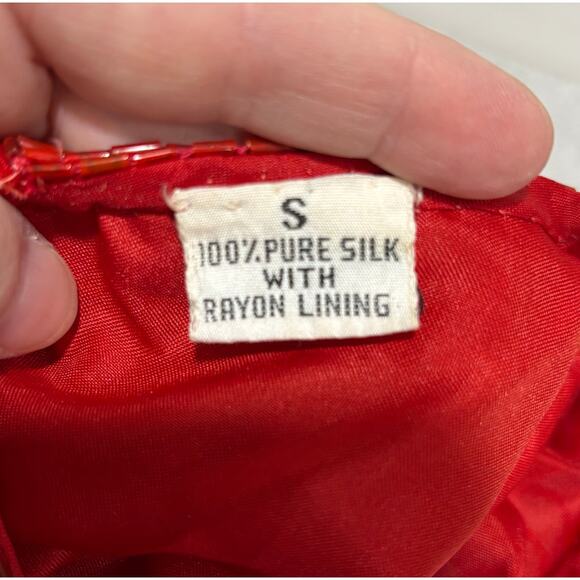 S
100% PURE SILK
WITH
RAYON LINING